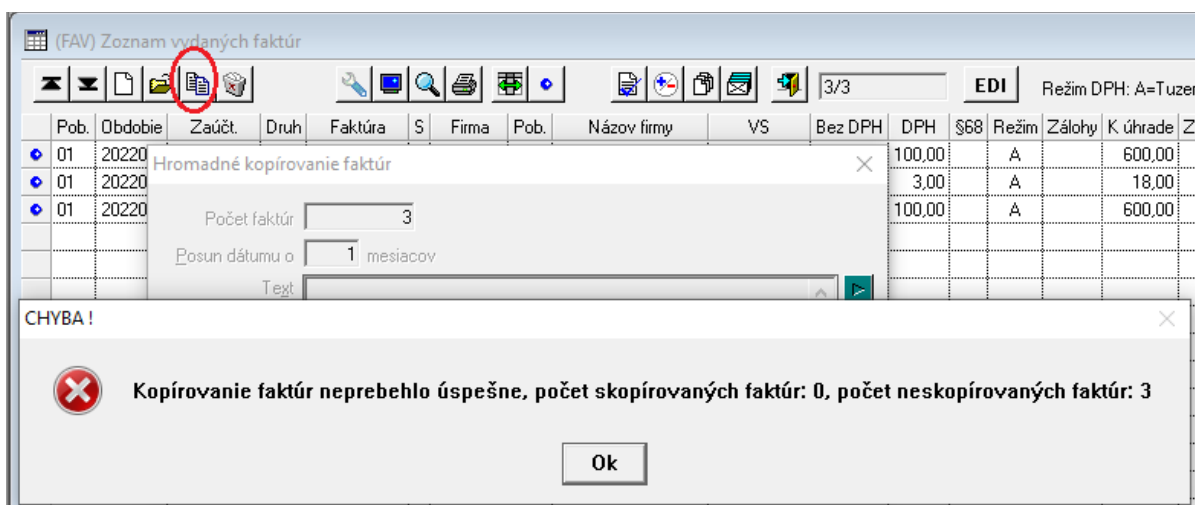 (FAV) Zoznam vydaných faktúr
3/3 EDI Režim DPH: A=Tuzer
Pob. Obdobie Zaúčt. Druh Faktúra S Firma Pob. Názov firmy VS Bez DPH DPH §68 Režim Zálohy K úhrade Z
01 20220 100,00 A 600,00
01 20220 3,00 A 18,00
01 20220 100,00 A 600,00
Hromadné kopírovanie faktúr
Počet faktúr 3
Posun dátumu o 1 mesiacov
Text
CHYBA !
Kopírovanie faktúr neprebehlo úspešne, počet skopírovaných faktúr: 0, počet neskopírovaných faktúr: 3
Ok